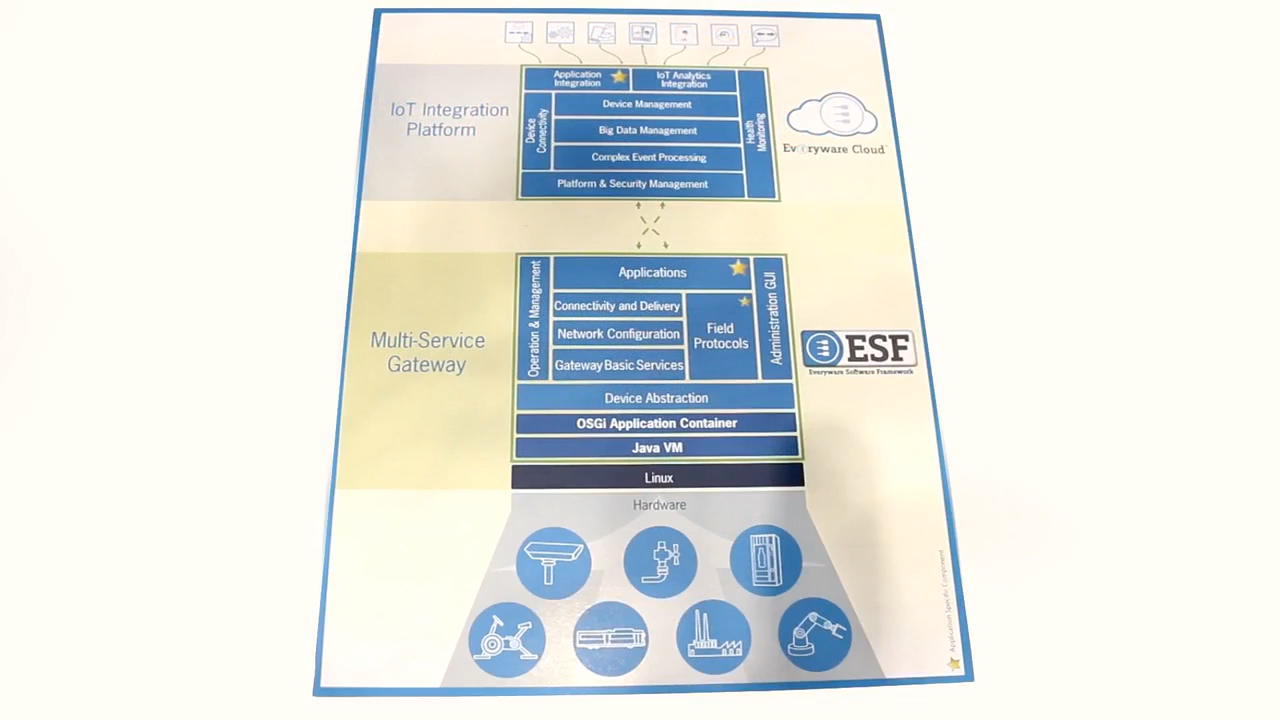 Application
Integration
IoT Analytics
Integration
IoT Integration
Platform
Device
Connectivity
Device Management
Big Data Management
Complex Event Processing
Platform & Security Management
Health
Monitoring
Everyware Cloud
Multi-Service
Gateway
Operation & Management
Applications
Connectivity and Delivery
Network Configuration
Gateway Basic Services
Field
Protocols
Administration GUI
ESF
Everyware Software Framework
Device Abstraction
OSGi Application Container
Java VM
Linux
Hardware
Application Specific Component